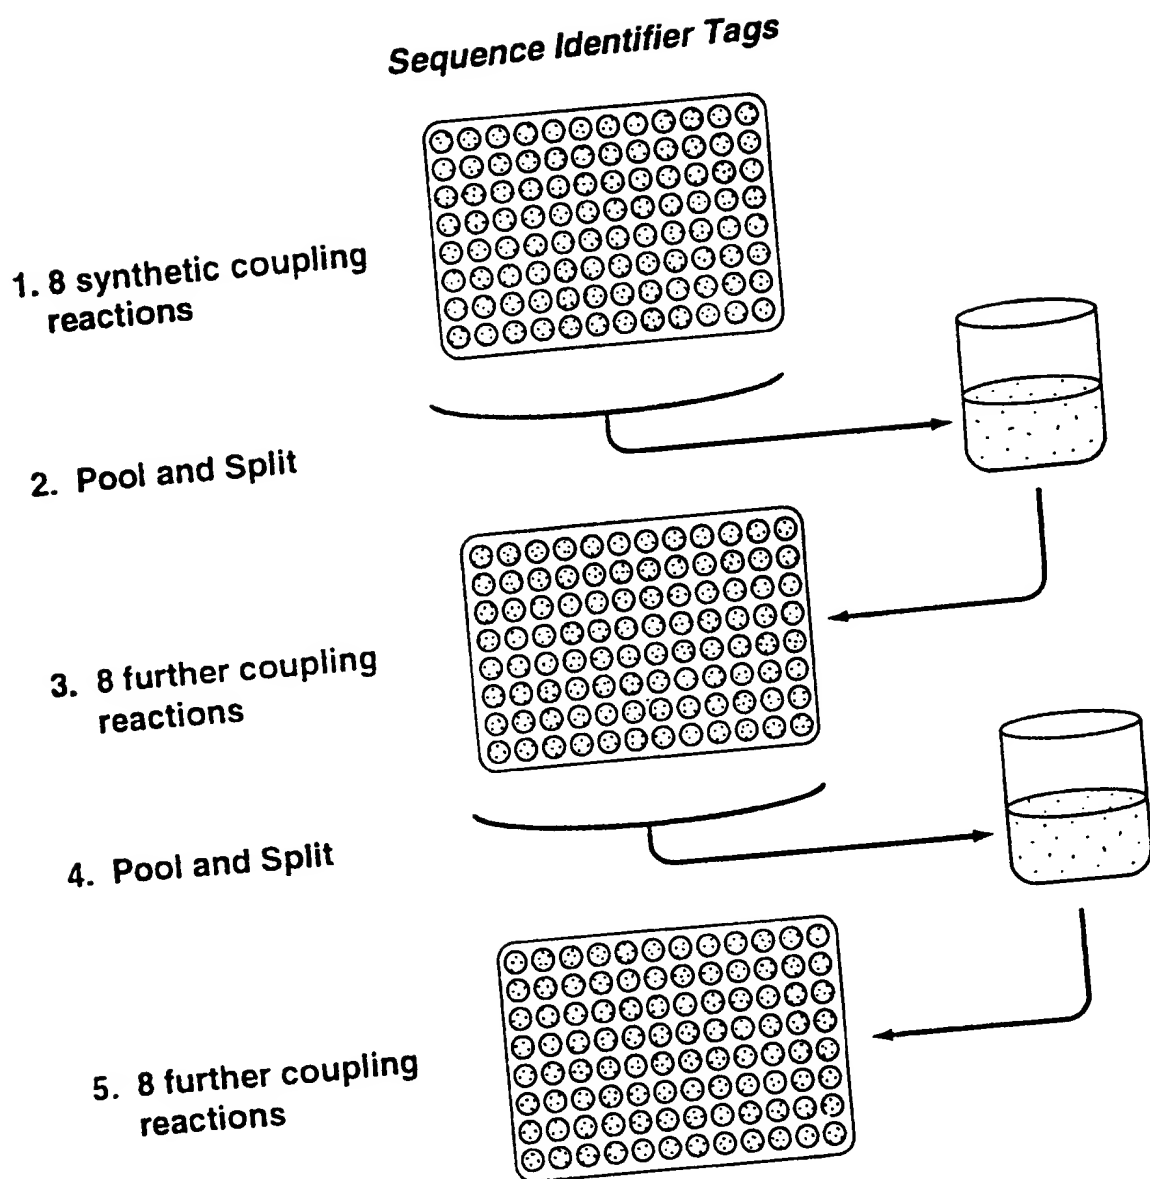 Sequence Identifier Tags
1. 8 synthetic coupling
reactions
2. Pool and Split
3. 8 further coupling
reactions
4. Pool and Split
5. 8 further coupling
reactions